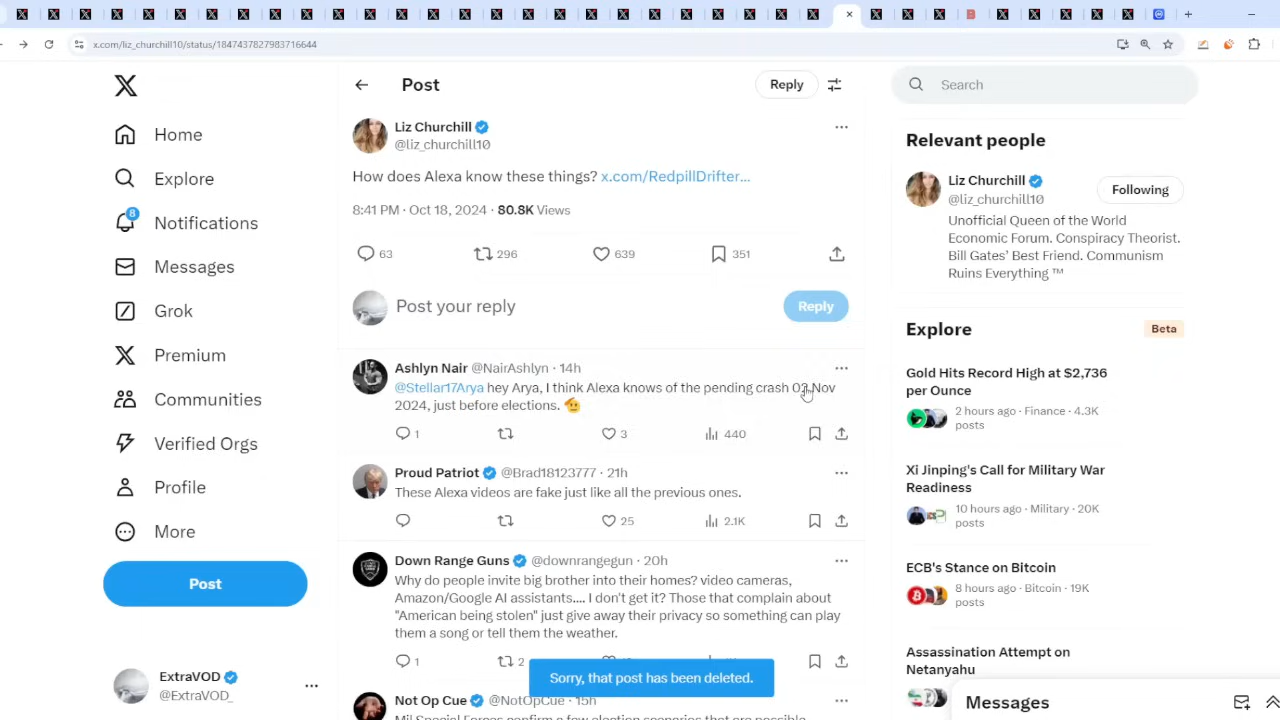 x.com/liz_churchill10/status/1847437827983716644
Home
Explore
Notifications
8
Messages
Grok
Premium
Communities
Verified Orgs
Profile
More
Post
ExtraVOD
@ExtraVOD_
Post
Reply
Liz Churchill
@liz_churchill10
How does Alexa know these things? x.com/RedpillDrifter…
8:41 PM · Oct 18, 2024 · 80.8K Views
63
296
639
351
Post your reply
Reply
Ashlyn Nair @NairAshlyn · 14h
@Stellar17Arya hey Arya, I think Alexa knows of the pending crash 03 Nov
2024, just before elections.
1
3
440
Proud Patriot @Brad18123777 · 21h
These Alexa videos are fake just like all the previous ones.
25
2.1K
Down Range Guns @downrangegun · 20h
Why do people invite big brother into their homes? video cameras,
Amazon/Google AI assistants.... I don't get it? Those that complain about
"American being stolen" just give away their privacy so something can play
them a song or tell them the weather.
1
2
Sorry, that post has been deleted.
Not Op Cue @NotOpCue · 15h
Mil Special Forces confirm a few election scenarios that are possible
Search
Relevant people
Liz Churchill
@liz_churchill10
Following
Unofficial Queen of the World
Economic Forum. Conspiracy Theorist.
Bill Gates' Best Friend. Communism
Ruins Everything ™
Explore
Beta
Gold Hits Record High at $2,736
per Ounce
2 hours ago · Finance · 4.3K
posts
Xi Jinping's Call for Military War
Readiness
10 hours ago · Military · 20K
posts
ECB's Stance on Bitcoin
8 hours ago · Bitcoin · 19K
posts
Assassination Attempt on
Netanyahu
Messages